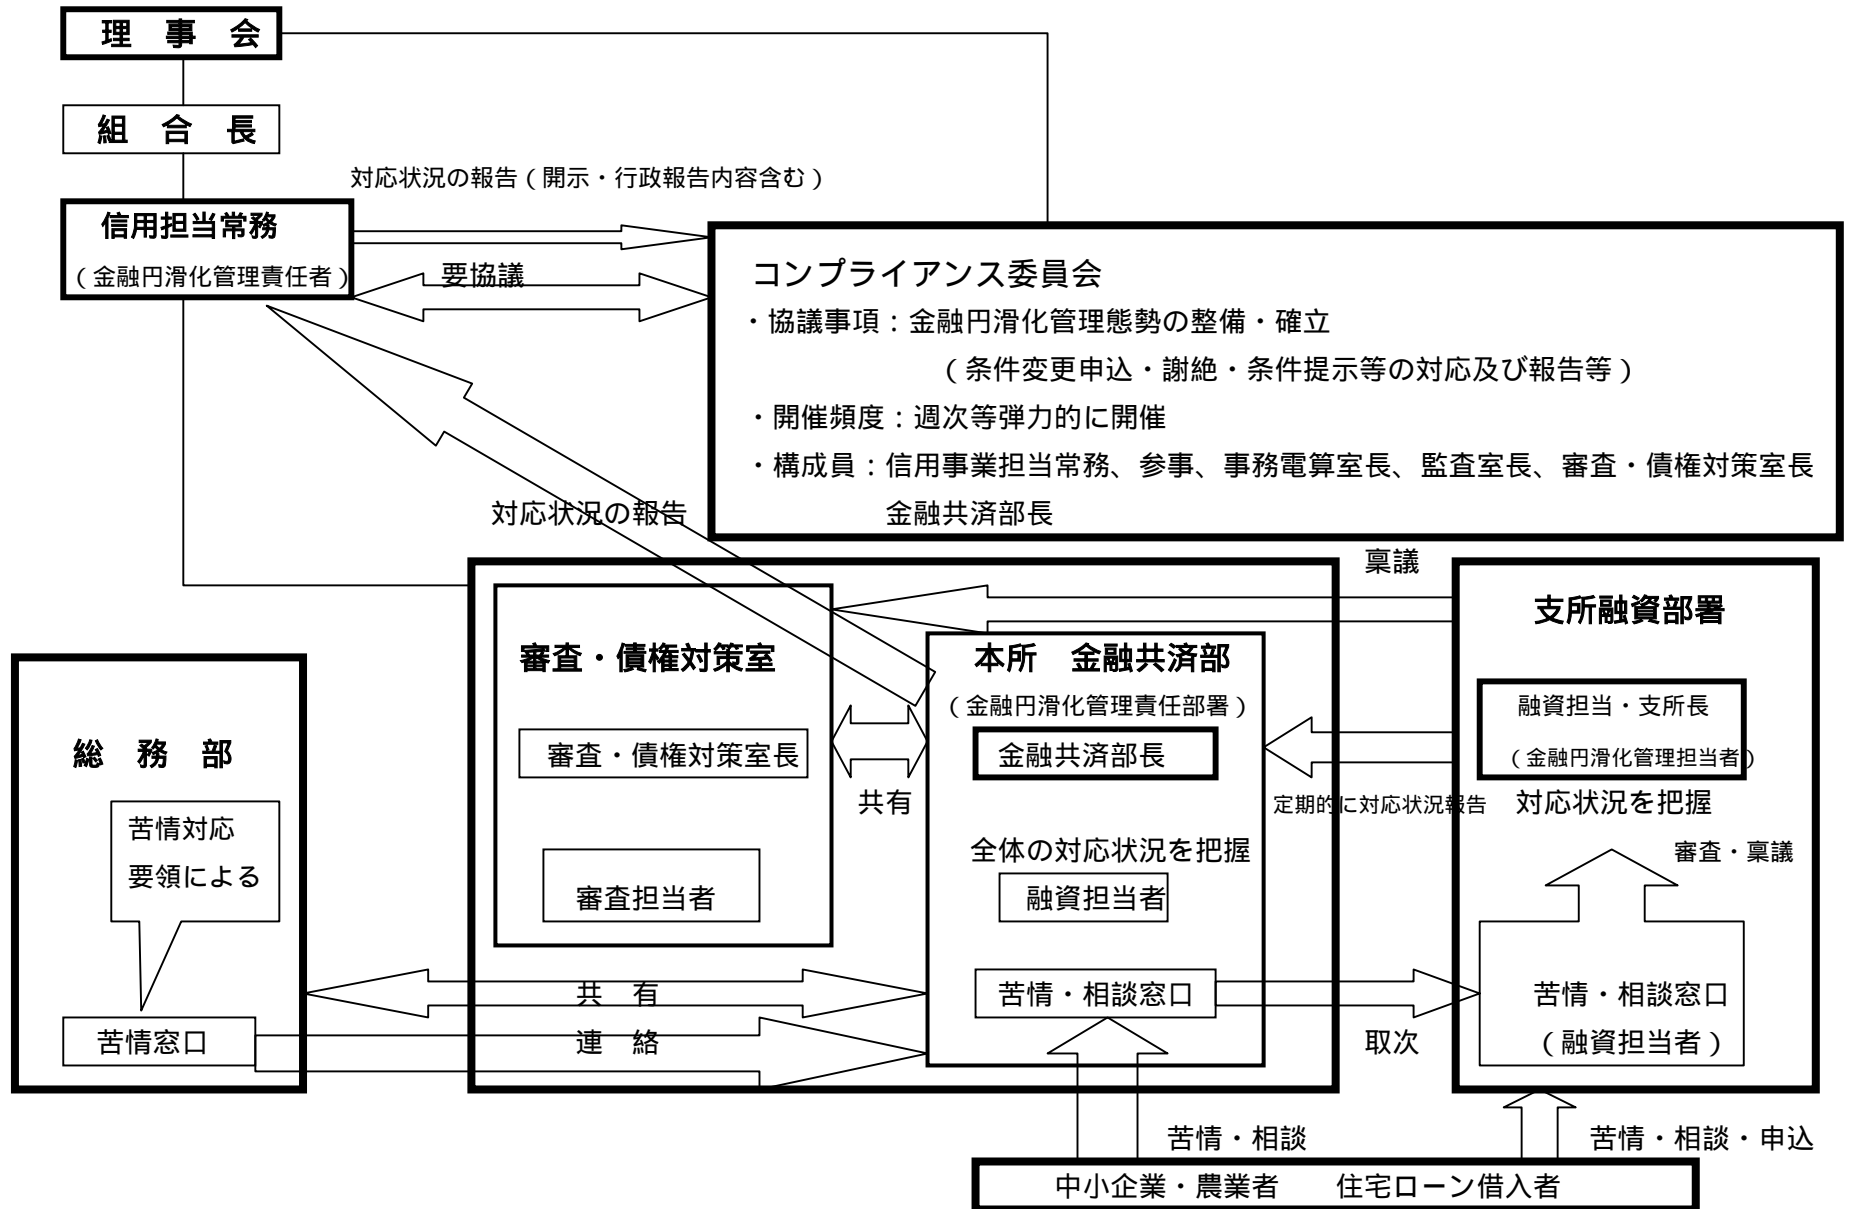 理　事　会
組　合　長
対応状況の報告（開示・行政報告内容含む）
信用担当常務
（金融円滑化管理責任者）
要協議
コンプライアンス委員会
・協議事項：金融円滑化管理態勢の整備・確立
（条件変更申込・謝絶・条件提示等の対応及び報告等）
・開催頻度：週次等弾力的に開催
・構成員：信用事業担当常務、参事、事務電算室長、監査室長、審査・債権対策室長
金融共済部長
対応状況の報告
稟議
審査・債権対策室
審査・債権対策室長
審査担当者
共有
本所　金融共済部
（金融円滑化管理責任部署）
金融共済部長
全体の対応状況を把握
融資担当者
苦情・相談窓口
定期的に対応状況報告
支所融資部署
融資担当・支所長
（金融円滑化管理担当者）
対応状況を把握
審査・稟議
苦情・相談窓口
（融資担当者）
取次
総　務　部
苦情対応
要領による
苦情窓口
共　有
連　絡
苦情・相談
苦情・相談・申込
中小企業・農業者　　住宅ローン借入者